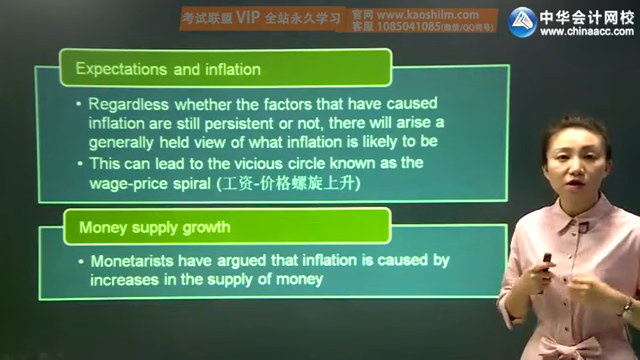 考试联盟 VIP 全站永久学习
官网 www.kaoshilm.com
客服 1085041085(微信/QQ同号)
中华会计网校
www.chinaacc.com
Expectations and inflation
• Regardless whether the factors that have caused
inflation are still persistent or not, there will arise a
generally held view of what inflation is likely to be
• This can lead to the vicious circle known as the
wage-price spiral (工资-价格螺旋上升)
Money supply growth
• Monetarists have argued that inflation is caused by
increases in the supply of money